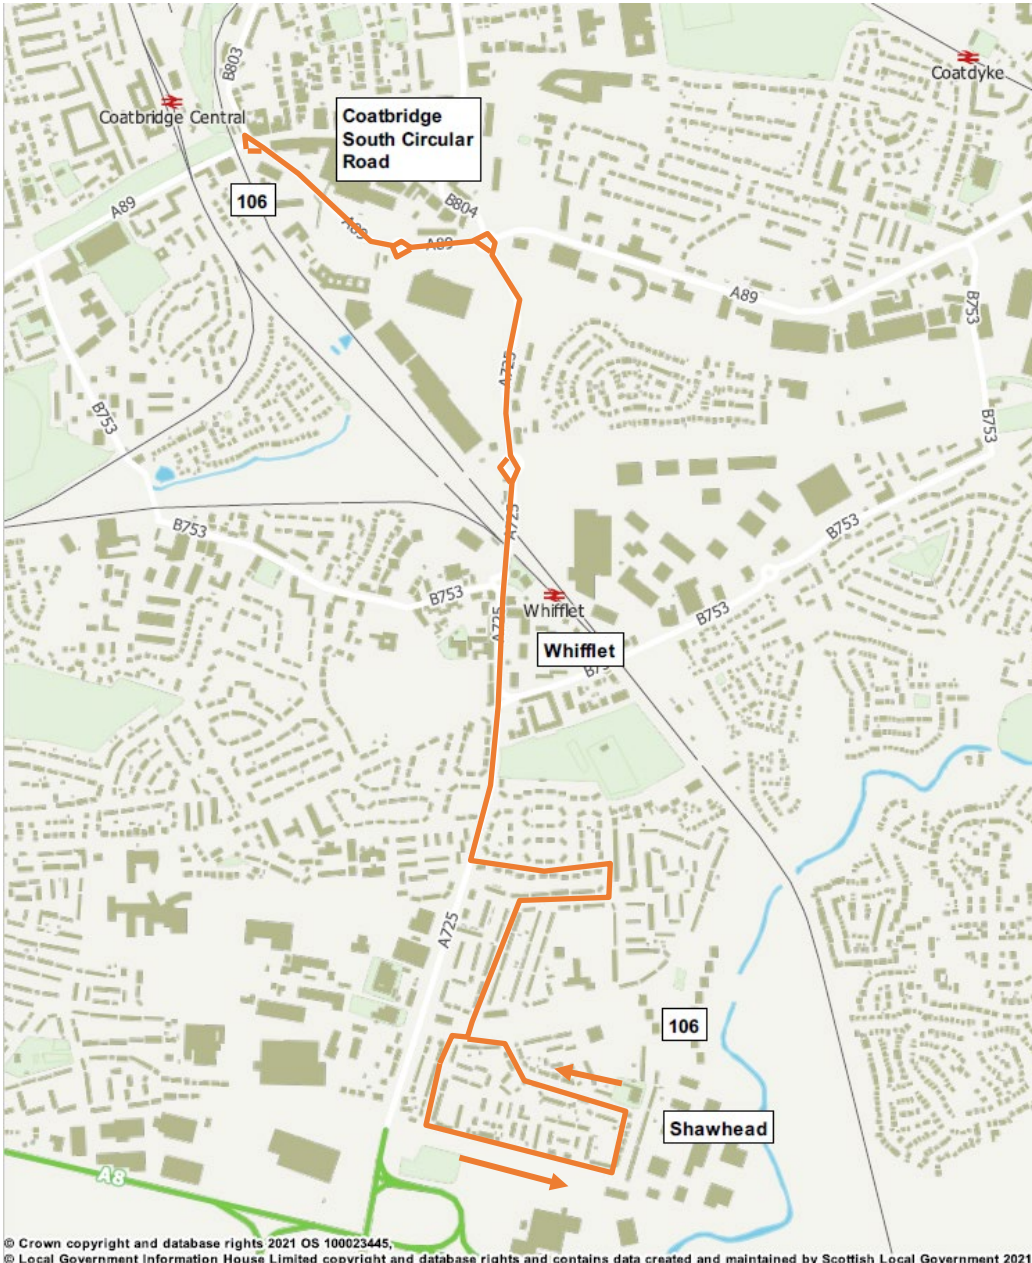 B803
Coatdyke
Coatbridge Central
Coatbridge
South Circular
Road
106
B804
A89
A89
A89
A89
B753
A725
B753
B753
A725
B753
B753
B753
Whifflet
A725
B753
Whifflet
A725
106
Shawhead
A8
© Crown copyright and database rights 2021 OS 100023445,
© Local Government Information House Limited copyright and database rights and contains data created and maintained by Scottish Local Government 2021